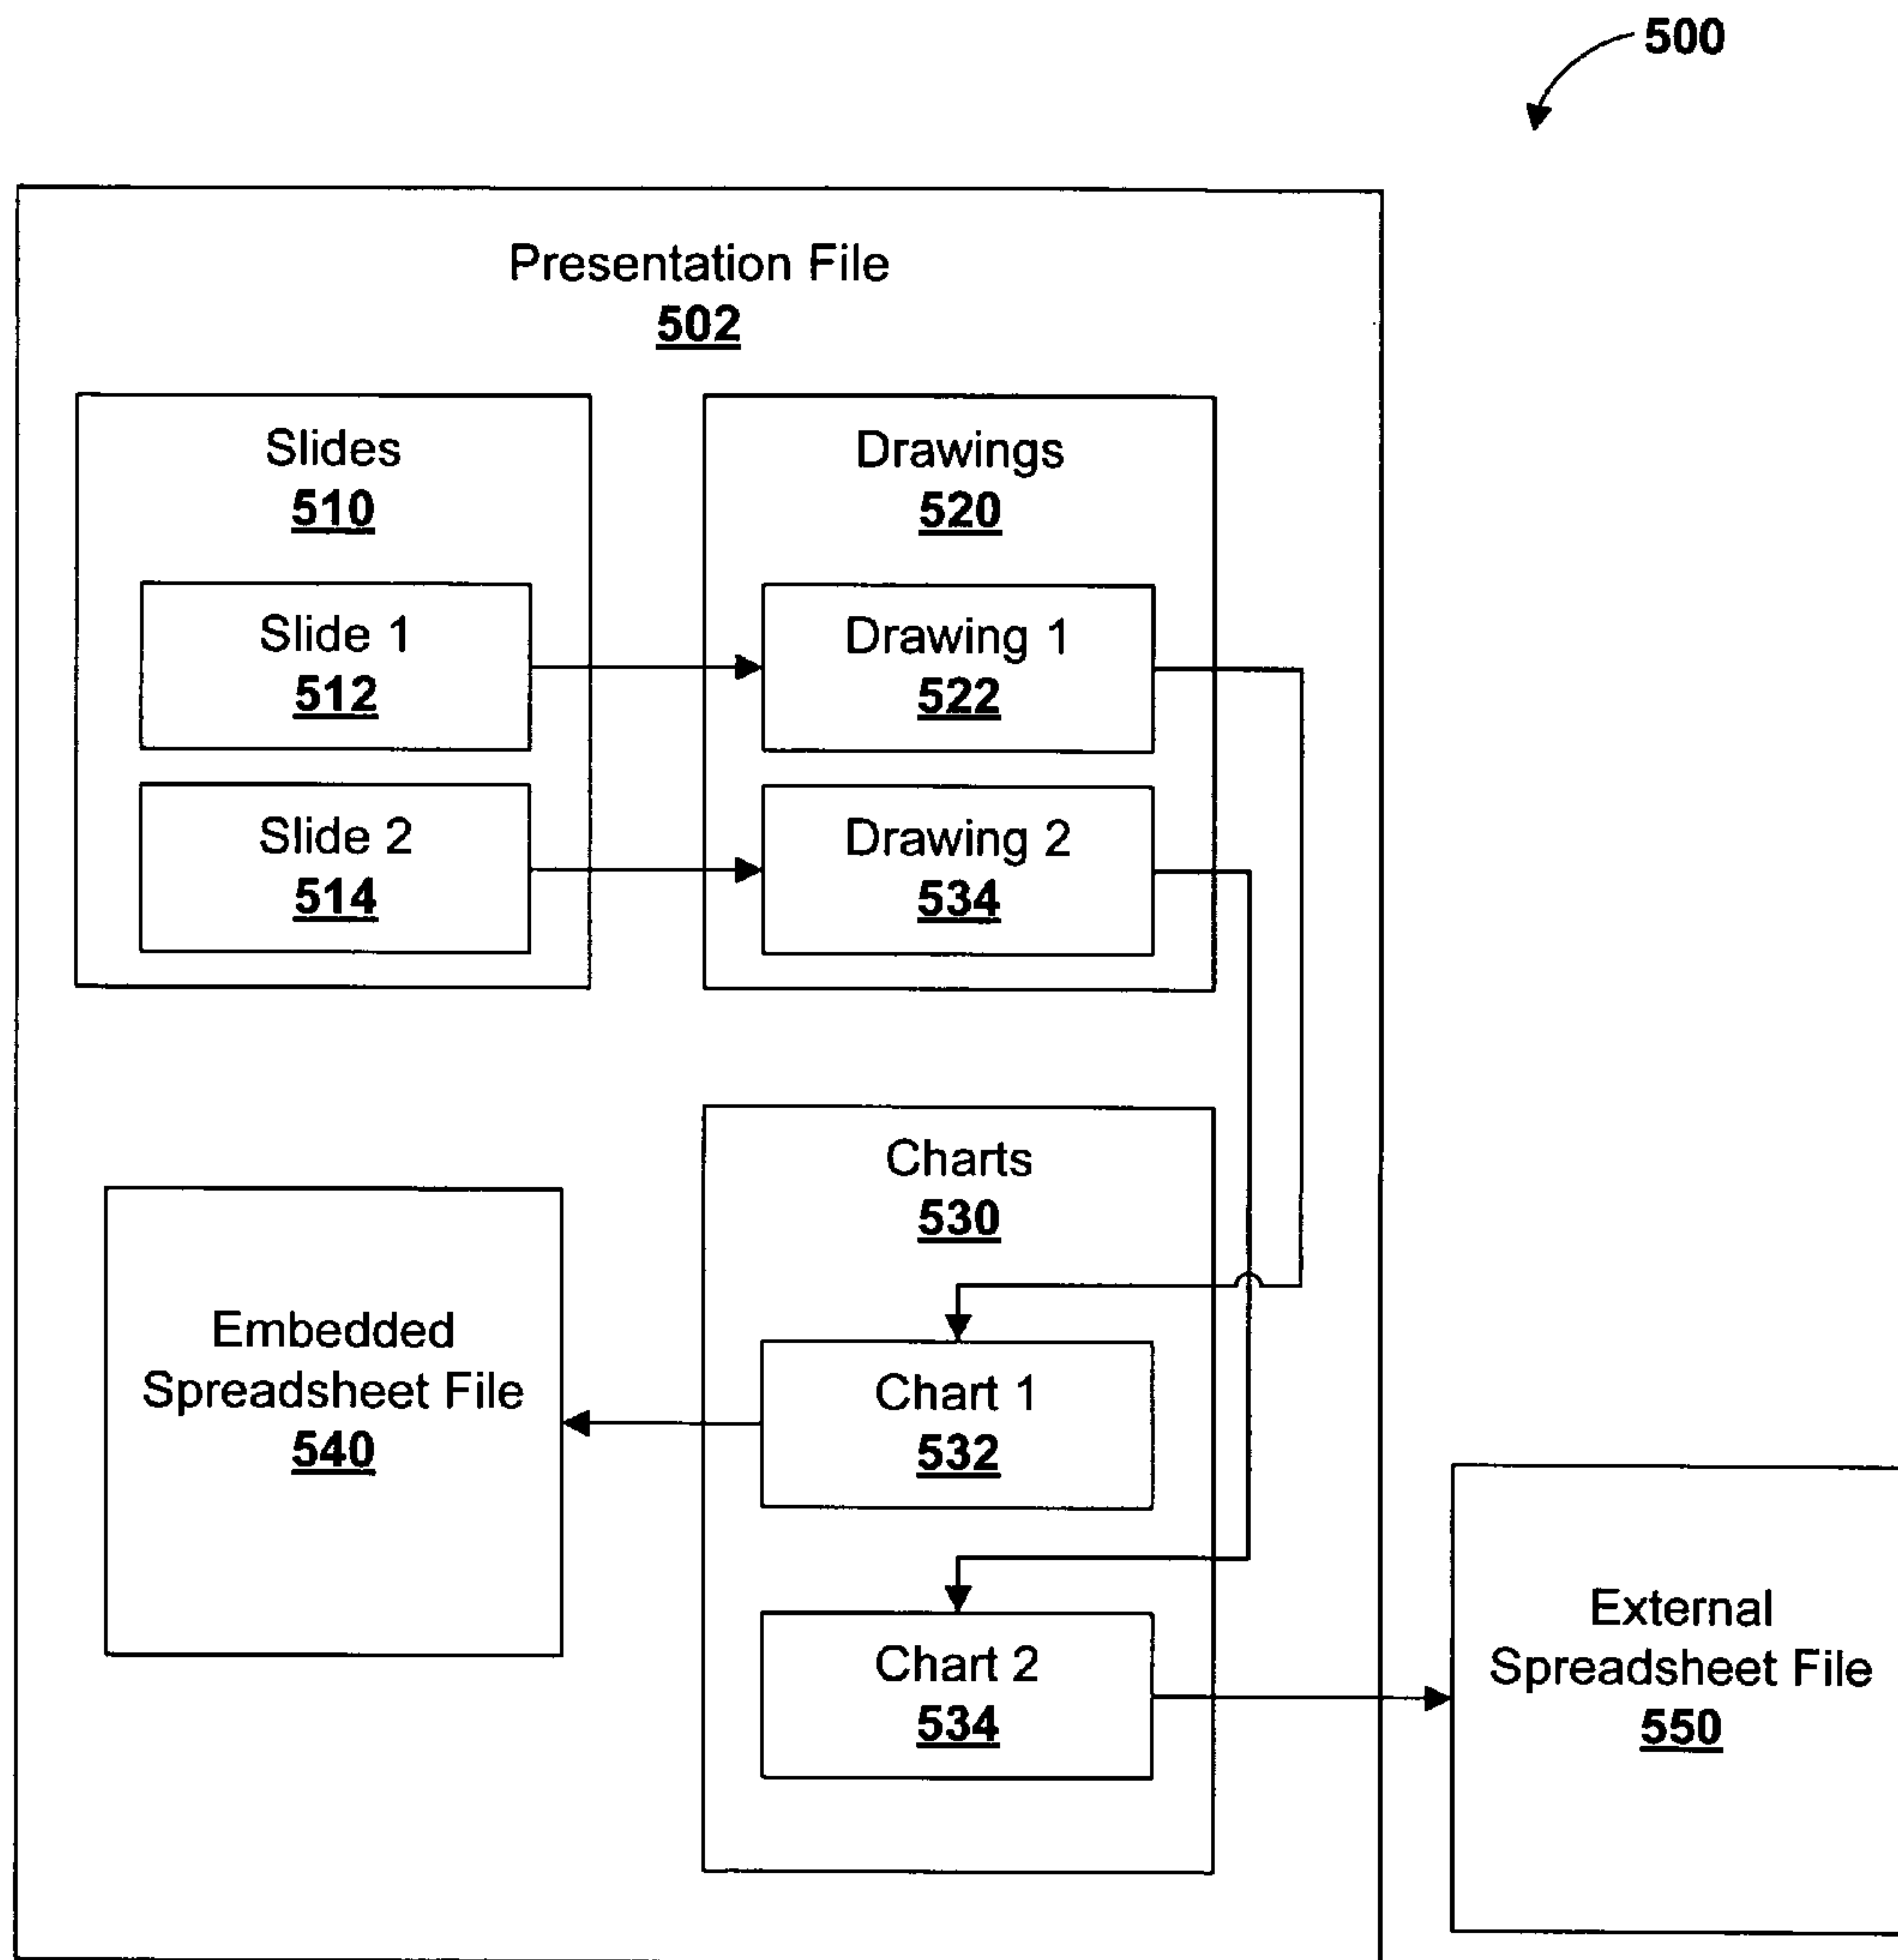 500
Presentation File
502
Slides
510
Slide 1
512
Slide 2
514
Drawings
520
Drawing 1
522
Drawing 2
534
Charts
530
Chart 1
532
Chart 2
534
Embedded
Spreadsheet File
540
External
Spreadsheet File
550